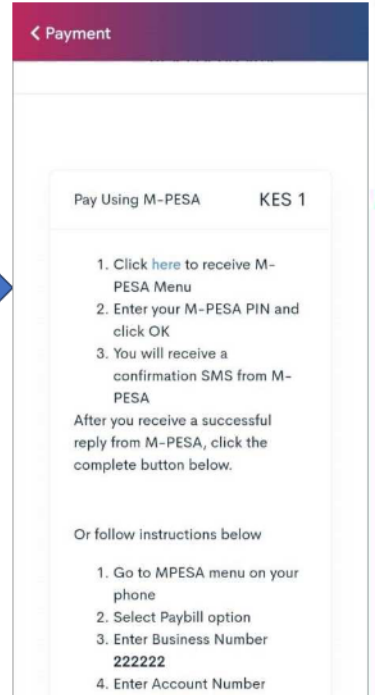 Payment
Pay Using M-PESA KES 1
1. Click here to receive M-
PESA Menu
2. Enter your M-PESA PIN and
click OK
3. You will receive a
confirmation SMS from M-
PESA
After you receive a successful
reply from M-PESA, click the
complete button below.
Or follow instructions below
1. Go to MPESA menu on your
phone
2. Select Paybill option
3. Enter Business Number
222222
4. Enter Account Number